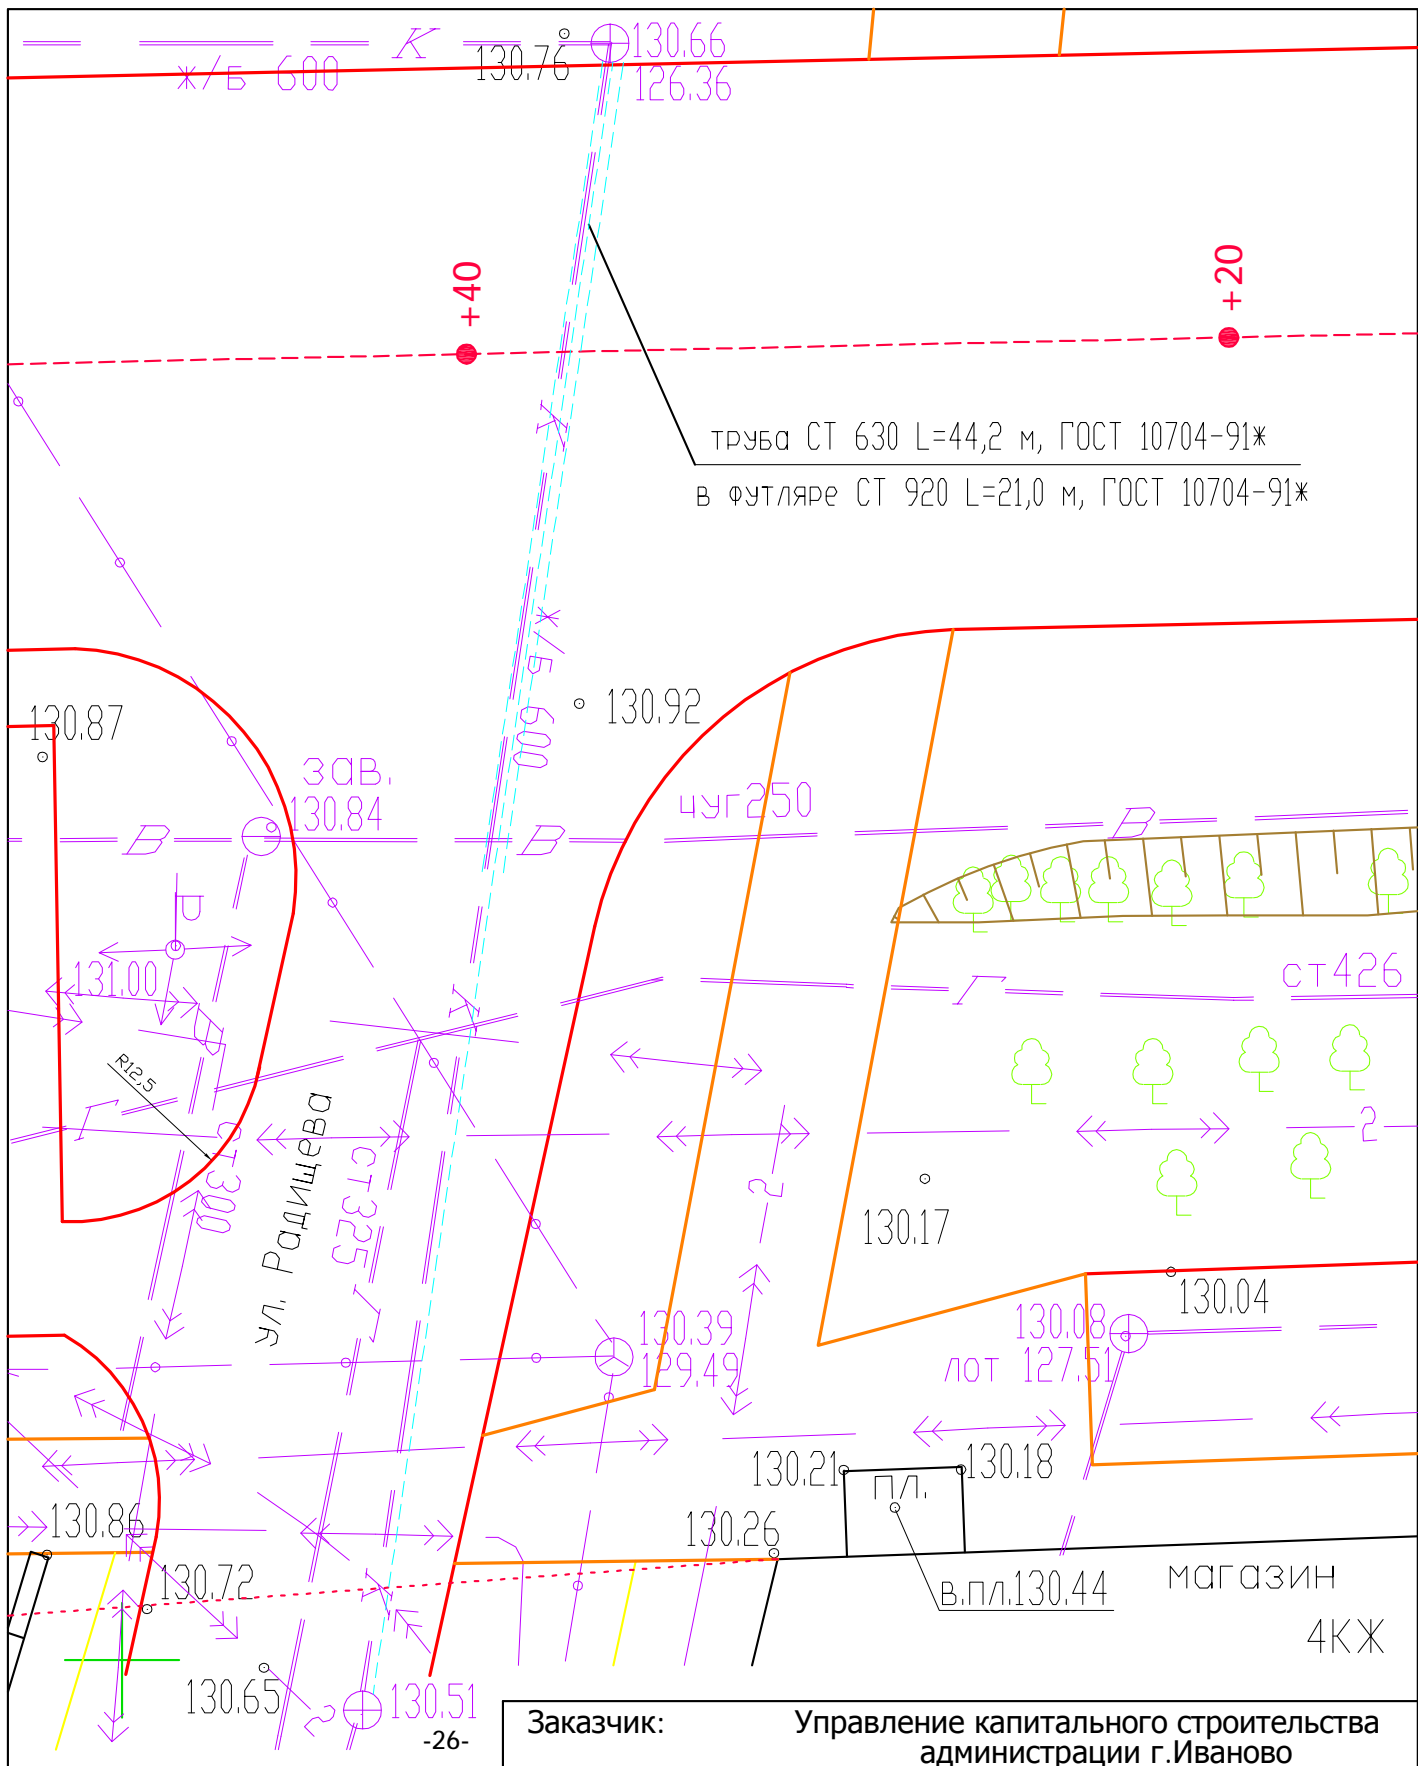 К
130.66
130.76
ж/Б 600
126.36
+40
+20
К
труба СТ 630 L=44,2 м, ГОСТ 10704-91*
в футляре СТ 920 L=21,0 м, ГОСТ 10704-91*
ж/Б 600
130.87
130.92
зав.
130.84
чуг250
В
В
В
131.00
К
Г
ст426
R12,5
Г
ст300
ул. Радищева
ст325
2
2
130.17
130.04
130.39
129.49
130.08
лот 127.51
Г
130.21
пл.
130.18
130.86
130.26
130.72
в.пл.130.44
магазин
4КЖ
К
130.65
2
130.51
-26-
Заказчик:
Управление капитального строительства
администрации г.Иваново